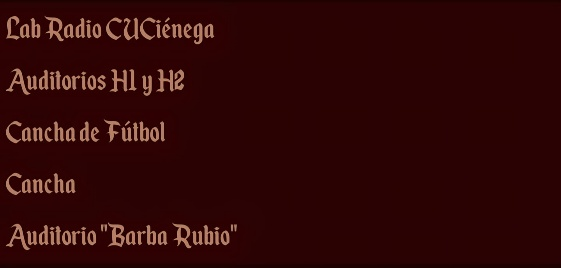 Lab Radio CUCiénega
Auditorios H1 y H2
Cancha de Fútbol
Cancha
Auditorio "Barba Rubio"